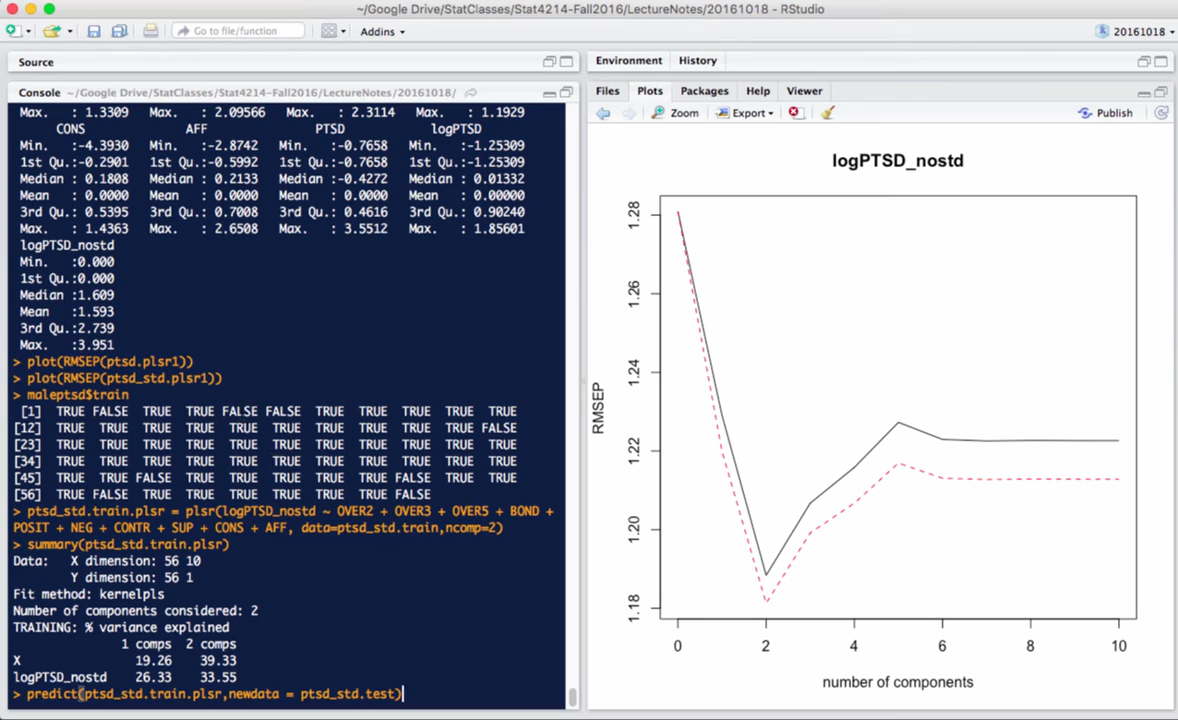 ~/Google Drive/StatClasses/Stat4214-Fall2016/LectureNotes/20161018 - RStudio
Go to file/function
Addins
20161018
Source
Console ~/Google Drive/StatClasses/Stat4214-Fall2016/LectureNotes/20161018/
Max. : 1.3309 Max. : 2.09566 Max. : 2.3114 Max. : 1.1929
CONS AFF PTSD logPTSD
Min. :-4.3930 Min. :-2.8742 Min. :-0.7658 Min. :-1.25309
1st Qu.:-0.2901 1st Qu.:-0.5992 1st Qu.:-0.7658 1st Qu.:-1.25309
Median : 0.1808 Median : 0.2133 Median :-0.4272 Median : 0.01332
Mean : 0.0000 Mean : 0.0000 Mean : 0.0000 Mean : 0.00000
3rd Qu.: 0.5395 3rd Qu.: 0.7008 3rd Qu.: 0.4616 3rd Qu.: 0.90240
Max. : 1.4363 Max. : 2.6508 Max. : 3.5512 Max. : 1.85601
logPTSD_nostd
Min. :0.000
1st Qu.:0.000
Median :1.609
Mean :1.593
3rd Qu.:2.739
Max. :3.951
> plot(RMSEP(ptsd.plsr1))
> plot(RMSEP(ptsd_std.plsr1))
> maleptsd$train
[1] TRUE FALSE TRUE TRUE FALSE FALSE TRUE TRUE TRUE TRUE TRUE
[12] TRUE TRUE TRUE TRUE TRUE TRUE TRUE TRUE TRUE TRUE FALSE
[23] TRUE TRUE TRUE TRUE TRUE TRUE TRUE TRUE TRUE TRUE TRUE
[34] TRUE TRUE TRUE TRUE TRUE TRUE TRUE TRUE TRUE TRUE TRUE
[45] TRUE TRUE FALSE TRUE TRUE TRUE TRUE TRUE FALSE TRUE TRUE
[56] TRUE FALSE TRUE TRUE TRUE TRUE TRUE TRUE FALSE
> ptsd_std.train.plsr = plsr(logPTSD_nostd ~ OVER2 + OVER3 + OVER5 + BOND +
POSIT + NEG + CONTR + SUP + CONS + AFF, data=ptsd_std.train,ncomp=2)
> summary(ptsd_std.train.plsr)
Data: X dimension: 56 10
Y dimension: 56 1
Fit method: kernelpls
Number of components considered: 2
TRAINING: % variance explained
1 comps 2 comps
X 19.26 39.33
logPTSD_nostd 26.33 33.55
> predict(ptsd_std.train.plsr,newdata = ptsd_std.test)
Environment History
Files Plots Packages Help Viewer
Zoom Export Publish
logPTSD_nostd
RMSEP
1.28
1.26
1.24
1.22
1.20
1.18
0 2 4 6 8 10
number of components